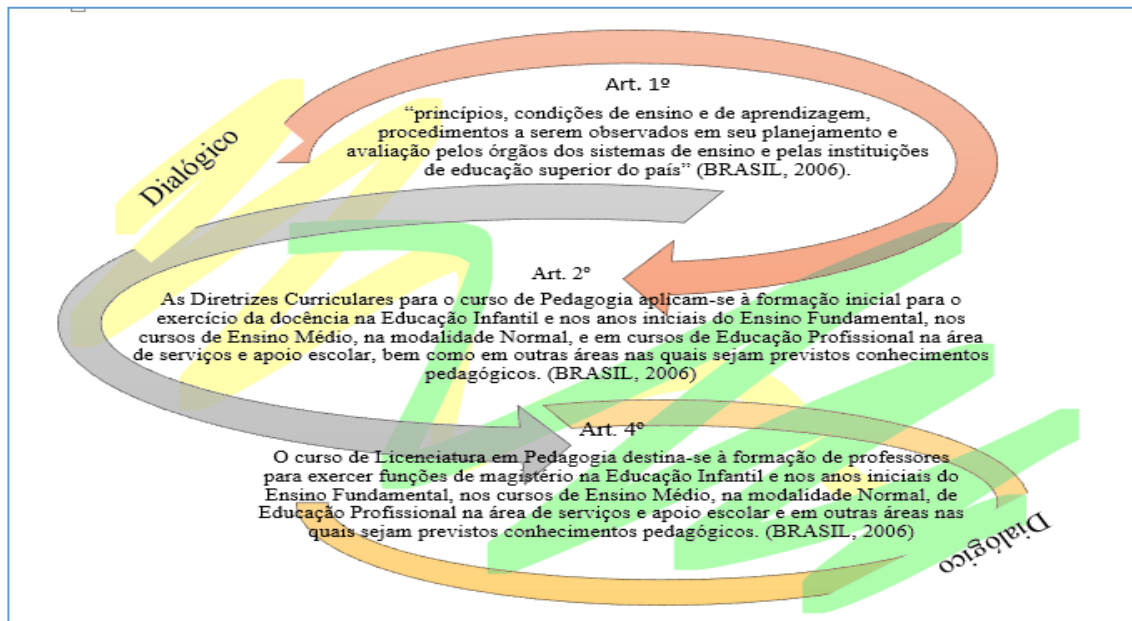 Dialógico
Art. 1º
“princípios, condições de ensino e de aprendizagem,
procedimentos a serem observados em seu planejamento e
avaliação pelos órgãos dos sistemas de ensino e pelas instituições
de educação superior do país” (BRASIL, 2006).
Art. 2º
As Diretrizes Curriculares para o curso de Pedagogia aplicam-se à formação inicial para o
exercício da docência na Educação Infantil e nos anos iniciais do Ensino Fundamental, nos
cursos de Ensino Médio, na modalidade Normal, e em cursos de Educação Profissional na área
de serviços e apoio escolar, bem como em outras áreas nas quais sejam previstos conhecimentos
pedagógicos. (BRASIL, 2006)
Art. 4º
O curso de Licenciatura em Pedagogia destina-se à formação de professores
para exercer funções de magistério na Educação Infantil e nos anos iniciais do
Ensino Fundamental, nos cursos de Ensino Médio, na modalidade Normal, de
Educação Profissional na área de serviços e apoio escolar e em outras áreas nas
quais sejam previstos conhecimentos pedagógicos. (BRASIL, 2006)
Dialógico